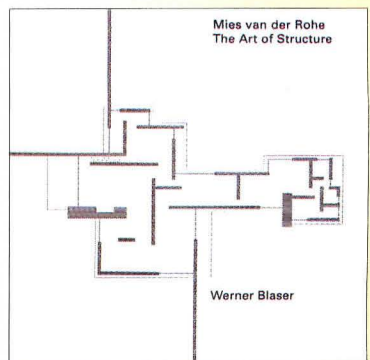 Mies van der Rohe
The Art of Structure
Werner Blaser